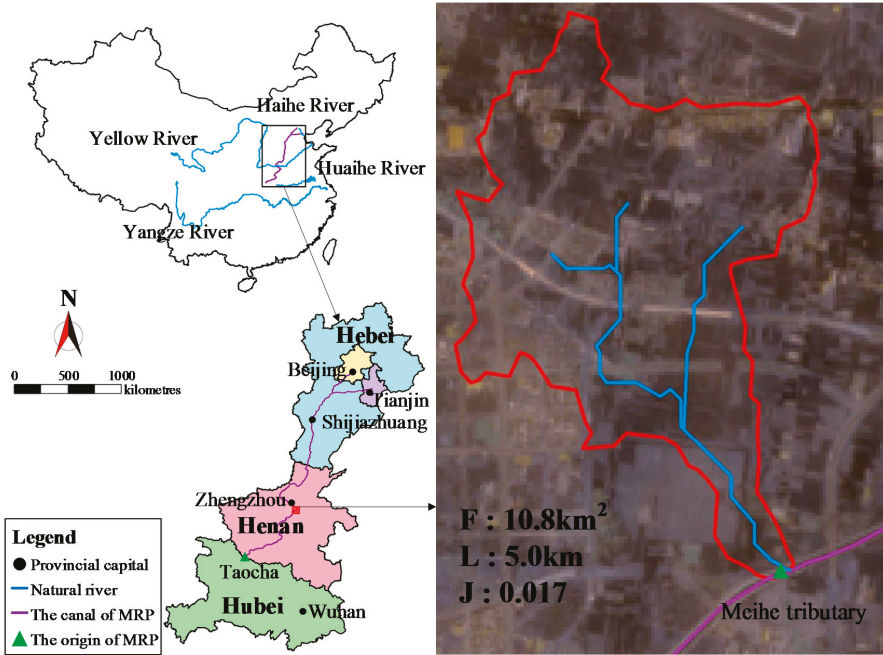 Haihe River
Yellow River
Huaihe River
Yangze River
N
0 500 1000
kilometres
Hebei
Beijing
Tianjin
Shijiazhuang
Zhengzhou
Henan
Taocha
Hubei
Wuhan
Legend
Provincial capital
Natural river
The canal of MRP
The origin of MRP
F : 10.8km²
L : 5.0km
J : 0.017
Meihe tributary